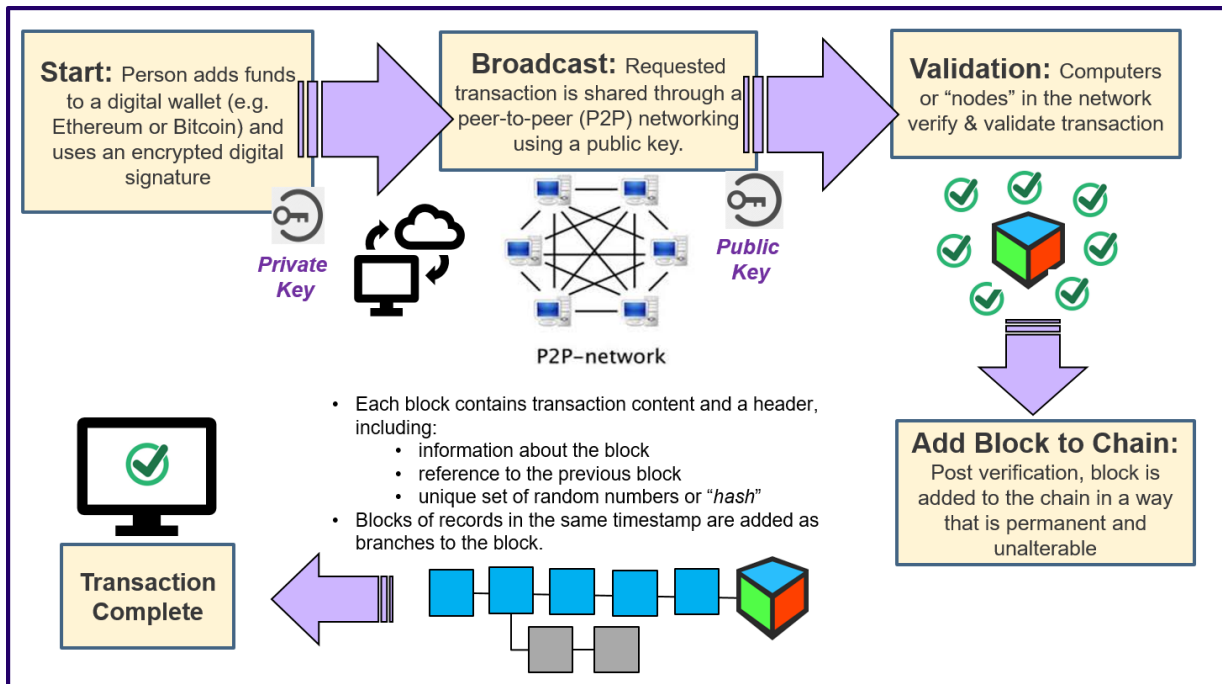 Start: Person adds funds
to a digital wallet (e.g.
Ethereum or Bitcoin) and
uses an encrypted digital
signature
Private
Key
Broadcast: Requested
transaction is shared through a
peer-to-peer (P2P) networking
using a public key.
Public
Key
P2P-network
Validation: Computers
or “nodes” in the network
verify & validate transaction
Add Block to Chain:
Post verification, block is
added to the chain in a way
that is permanent and
unalterable
• Each block contains transaction content and a header,
including:
• information about the block
• reference to the previous block
• unique set of random numbers or “hash”
• Blocks of records in the same timestamp are added as
branches to the block.
Transaction
Complete